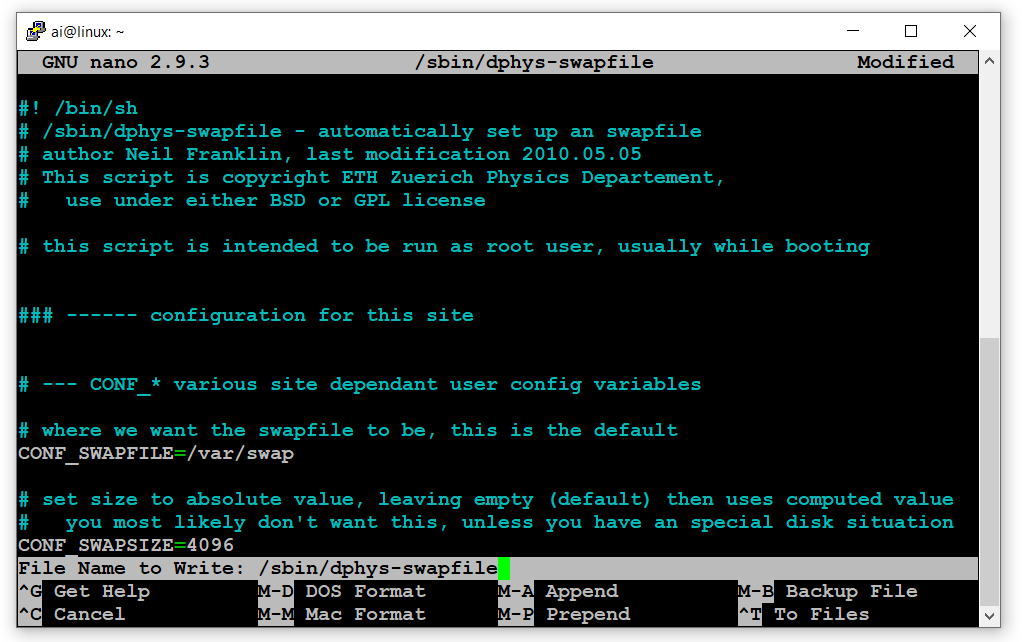 ai@linux: ~
GNU nano 2.9.3 /sbin/dphys-swapfile Modified
#! /bin/sh
# /sbin/dphys-swapfile - automatically set up an swapfile
# author Neil Franklin, last modification 2010.05.05
# This script is copyright ETH Zuerich Physics Departement,
#   use under either BSD or GPL license
# this script is intended to be run as root user, usually while booting
### ------ configuration for this site
# --- CONF_* various site dependant user config variables
# where we want the swapfile to be, this is the default
CONF_SWAPFILE=/var/swap
# set size to absolute value, leaving empty (default) then uses computed value
#   you most likely don't want this, unless you have an special disk situation
CONF_SWAPSIZE=4096
File Name to Write: /sbin/dphys-swapfile
^G Get Help M-D DOS Format M-A Append M-B Backup File
^C Cancel M-M Mac Format M-P Prepend ^T To Files